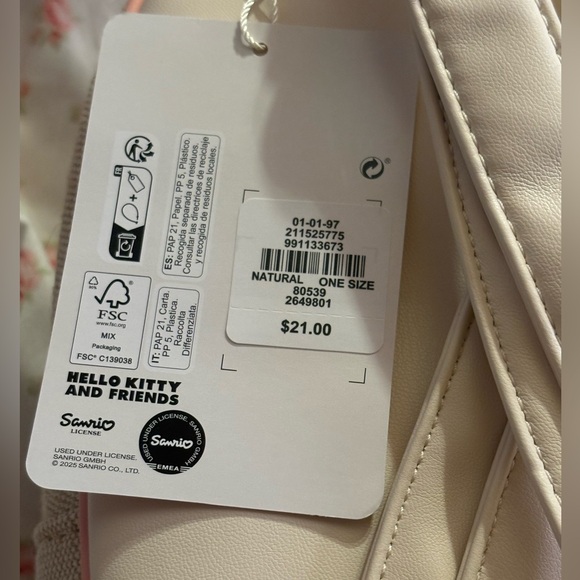 FR
ES: PAP 21, Papel, PP 5, Plástico.
Recogida separada de residuos.
Consultar las directrices de reciclaje
y recogida de residuos locales.
01-01-97
211525775
991133673
NATURAL ONE SIZE
80539
2649801
$21.00
FSC
www.fsc.org
MIX
Packaging
FSC® C139038
IT: PAP 21, Carta.
PP 5, Plastica.
Raccolta
Differenziata.
HELLO KITTY
AND FRIENDS
Sanrio
LICENSE
USED UNDER LICENSE. SANRIO GMBH
Sanrio
EMEA
USED UNDER LICENSE.
SANRIO GMBH
© 2025 SANRIO CO., LTD.